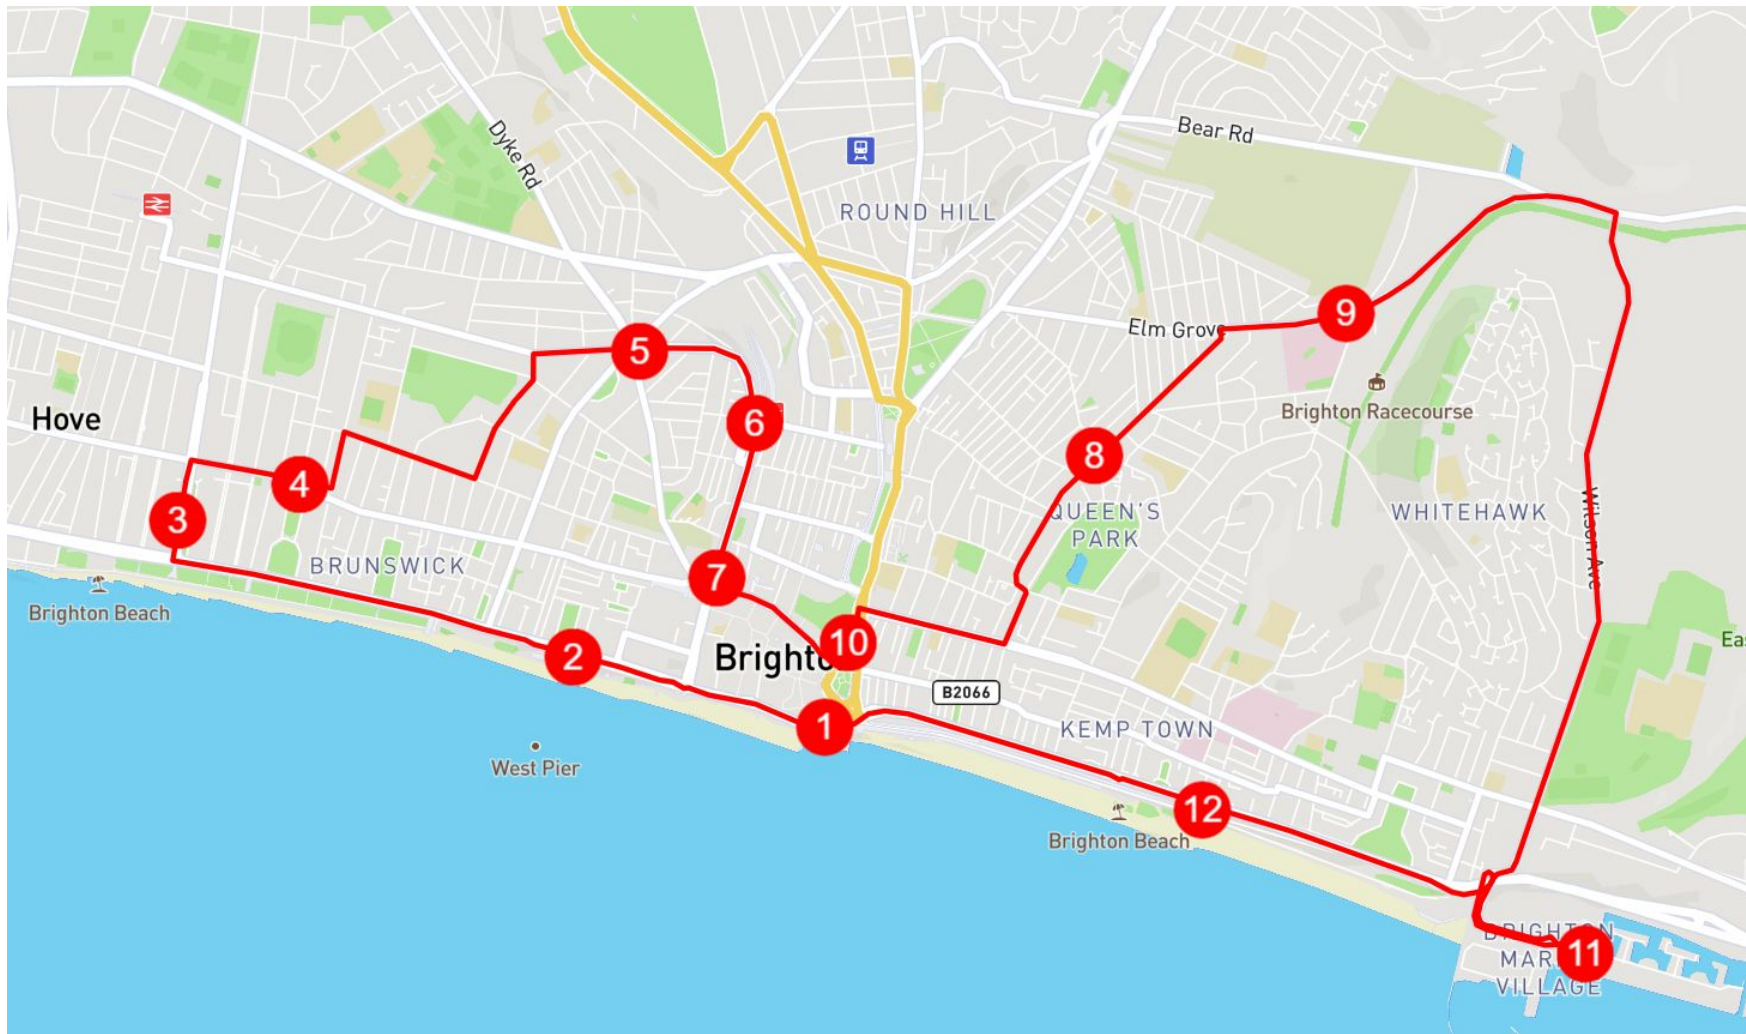 Dyke Rd
Bear Rd
ROUND HILL
Elm Grove
5
9
Brighton Racecourse
Hove
6
8
4
3
QUEEN'S
PARK
WHITEHAWK
Wilson Ave
BRUNSWICK
7
Brighton Beach
10
2
B2066
1
KEMP TOWN
West Pier
12
Brighton Beach
11
VILLAGE